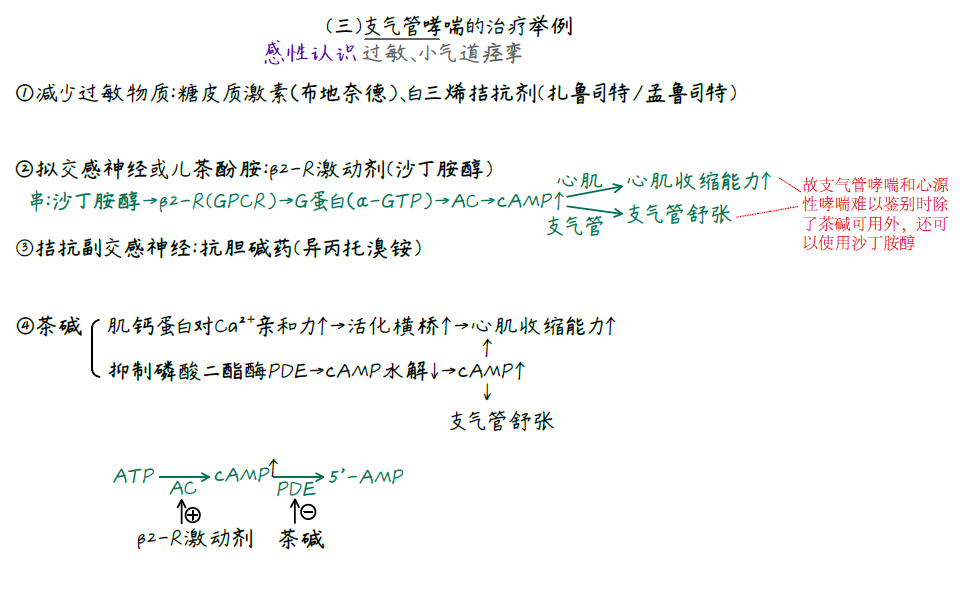 (三)支气管哮喘的治疗举例
感性认识 过敏、小气道痉挛
①减少过敏物质:糖皮质激素(布地奈德)、白三烯拮抗剂(扎鲁司特/孟鲁司特)
②拟交感神经或儿茶酚胺:β2-R激动剂(沙丁胺醇)
串:沙丁胺醇→β2-R(GPCR)→G蛋白(α-GTP)→AC→cAMP↑
心肌
心肌收缩能力↑
支气管
支气管舒张
故支气管哮喘和心源
性哮喘难以鉴别时除
了茶碱可用外，还可
以使用沙丁胺醇
③拮抗副交感神经:抗胆碱药(异丙托溴铵)
④茶碱
肌钙蛋白对Ca²⁺亲和力↑→活化横桥↑→心肌收缩能力↑
↑
抑制磷酸二酯酶PDE→cAMP水解↓→cAMP↑
↓
支气管舒张
ATP → cAMP↑ → 5'-AMP
AC PDE
↑⊕ ↑⊖
β2-R激动剂 茶碱